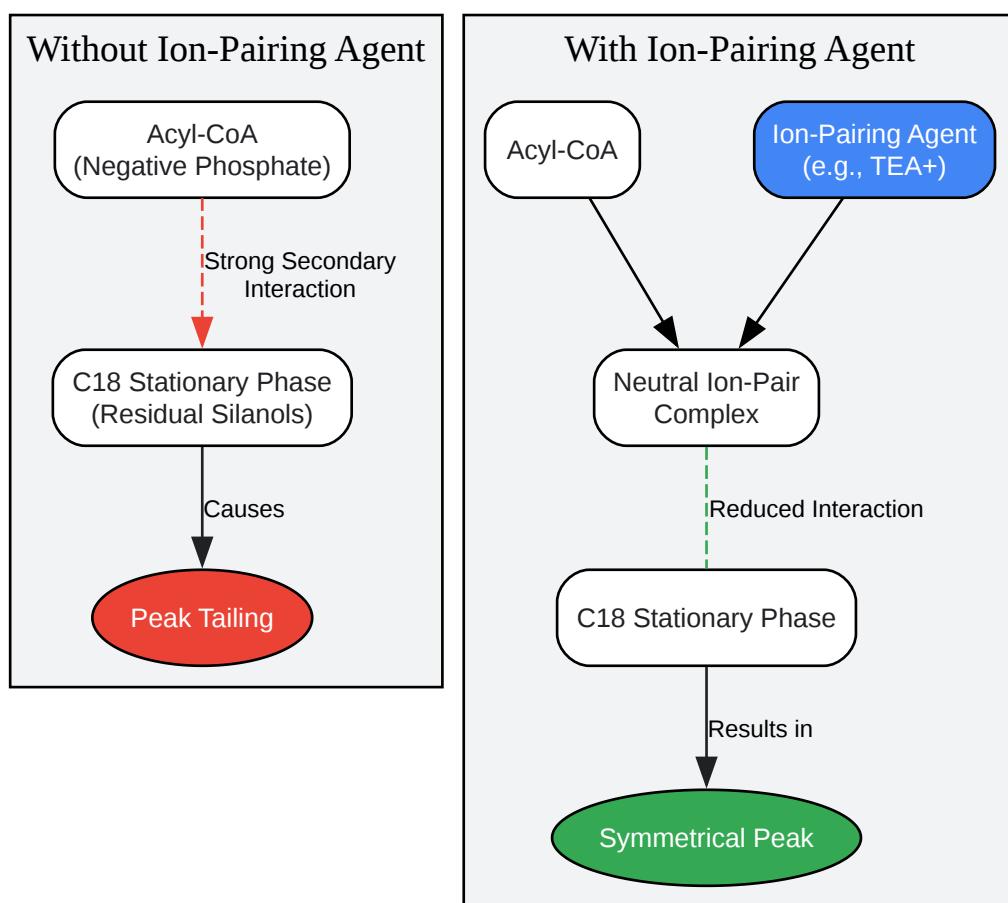 Without Ion-Pairing Agent
Acyl-CoA
(Negative Phosphate)
Strong Secondary
Interaction
C18 Stationary Phase
(Residual Silanols)
Causes
Peak Tailing
With Ion-Pairing Agent
Acyl-CoA
Ion-Pairing Agent
(e.g., TEA+)
Neutral Ion-Pair
Complex
Reduced Interaction
C18 Stationary Phase
Results in
Symmetrical Peak